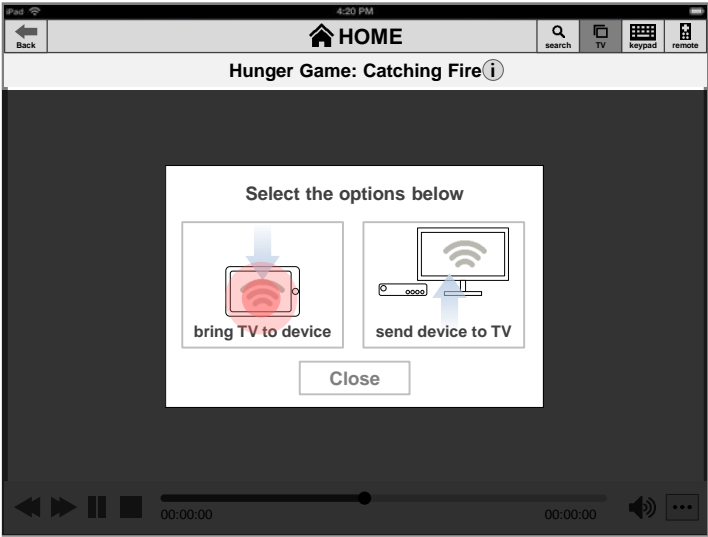 iPad 4:20 PM
Back HOME search TV keypad remote
Hunger Game: Catching Fire i
Select the options below
bring TV to device send device to TV
Close
00:00:00 00:00:00